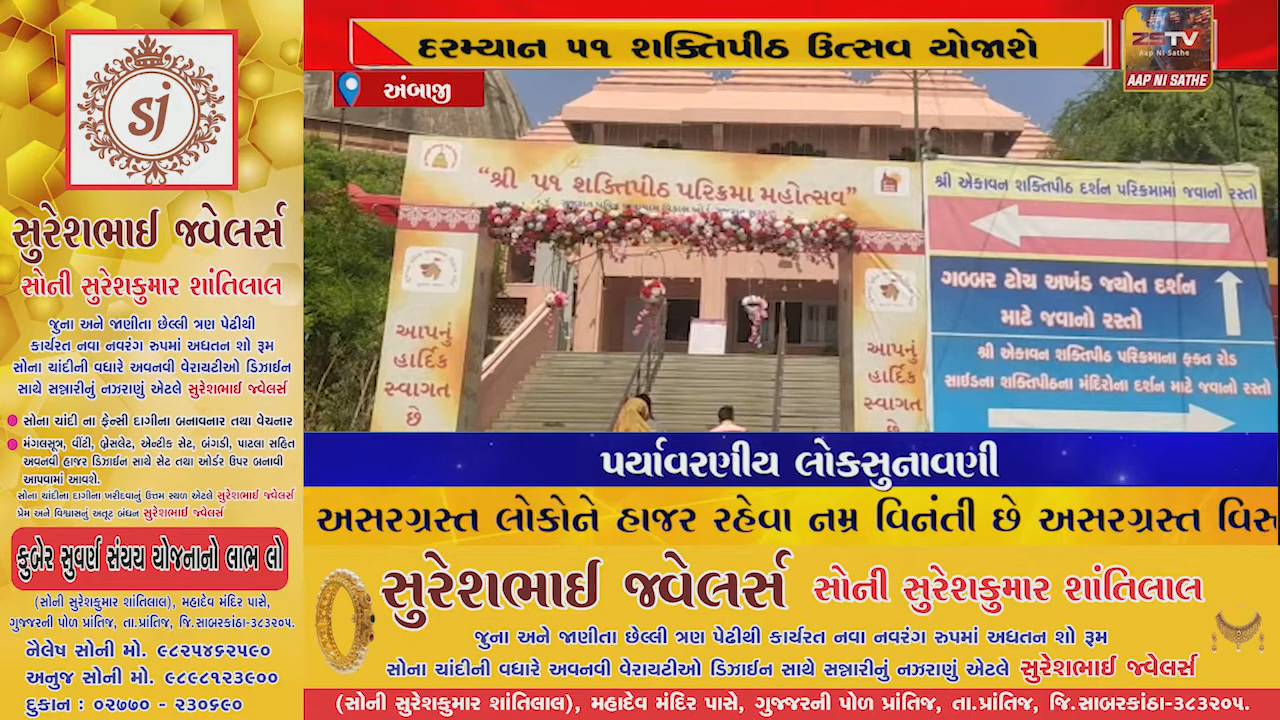 sj
સુરેશભાઈ જ્વેલર્સ
સોની સુરેશકુમાર શાંતિલાલ
જુના અને જાણીતા છેલ્લી ત્રણ પેઢીથી
કાર્યરત નવા નવરંગ રુપમાં અધતન શો રૂમ
સોના ચાંદીની વધારે અવનવી વેરાયટીઓ ડિઝાઈન
સાથે સન્નારીનું નઝરાણું એટલે સુરેશભાઈ જ્વેલર્સ
સોના ચાંદી ના ફેન્સી દાગીના બનાવનાર તથા વેચનાર
મંગલસૂત્ર, વીંટી, બ્રેસલેટ, એન્ટીક સેટ, બંગડી, પાટલા સહિત
અવનવી હાજર ડિઝાઈન સાથે સેટ તથા ઓર્ડર ઉપર બનાવી
આપવામાં આવશે.
સોના ચાંદીના દાગીના ખરીદવાનું ઉત્તમ સ્થળ એટલે સુરેશભાઈ જ્વેલર્સ
પ્રેમ અને વિશ્વાસનું અતૂટ બંધન સુરેશભાઈ જ્વેલર્સ
કુબેર સુવર્ણ સંચય યોજનાનો લાભ લો
(સોની સુરેશકુમાર શાંતિલાલ), મહાદેવ મંદિર પાસે,
ગુજ્જરની પોળ પ્રાંતિજ, તા.પ્રાંતિજ, જિ.સાબરકાંઠા-૩૮૩૨૦૫.
નૈલેષ સોની મો. ૯૮૨૫૪૬૨૫૯૦
અનુજ સોની મો. ૯૮૯૮૧૨૩૯૦૦
દુકાન : ૦૨૭૭૦ - ૨૩૦૬૯૦
દરમ્યાન ૫૧ શક્તિપીઠ ઉત્સવ યોજાશે
Aap Ni Sathe
AAP NI SATHE
અંબાજી
“શ્રી ૫૧ શક્તિપીઠ પરિક્રમા મહોત્સવ”
આપનું
હાર્દિક
સ્વાગત
છે
આપનું
હાર્દિક
સ્વાગત
છે
શ્રી એકાવન શક્તિપીઠ દર્શન પરિક્રમામાં જવાનો રસ્તો
ગબ્બર ટોચ અખંડ જ્યોત દર્શન
માટે જવાનો રસ્તો
શ્રી એકાવન શક્તિપીઠ પરિક્રમાના ફક્ત રોડ
સાઈડના શક્તિપીઠના મંદિરોના દર્શન માટે જવાનો રસ્તો
પર્યાવરણીય લોકસુનાવણી
અસરગ્રસ્ત લોકોને હાજર રહેવા નમ્ર વિનંતી છે અસરગ્રસ્ત વિસ
સુરેશભાઈ જ્વેલર્સ સોની સુરેશકુમાર શાંતિલાલ
જુના અને જાણીતા છેલ્લી ત્રણ પેઢીથી કાર્યરત નવા નવરંગ રુપમાં અધતન શો રૂમ
સોના ચાંદીની વધારે અવનવી વેરાયટીઓ ડિઝાઈન સાથે સન્નારીનું નઝરાણું એટલે સુરેશભાઈ જ્વેલર્સ
(સોની સુરેશકુમાર શાંતિલાલ), મહાદેવ મંદિર પાસે, ગુજ્જરની પોળ પ્રાંતિજ, તા.પ્રાંતિજ, જિ.સાબરકાંઠા-૩૮૩૨૦૫.